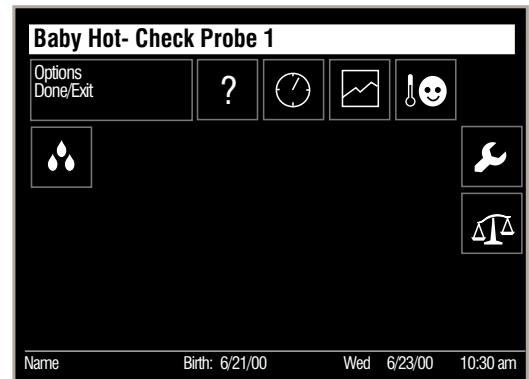 Baby Hot- Check Probe 1
Options
Done/Exit
?
Name Birth: 6/21/00 Wed 6/23/00 10:30 am